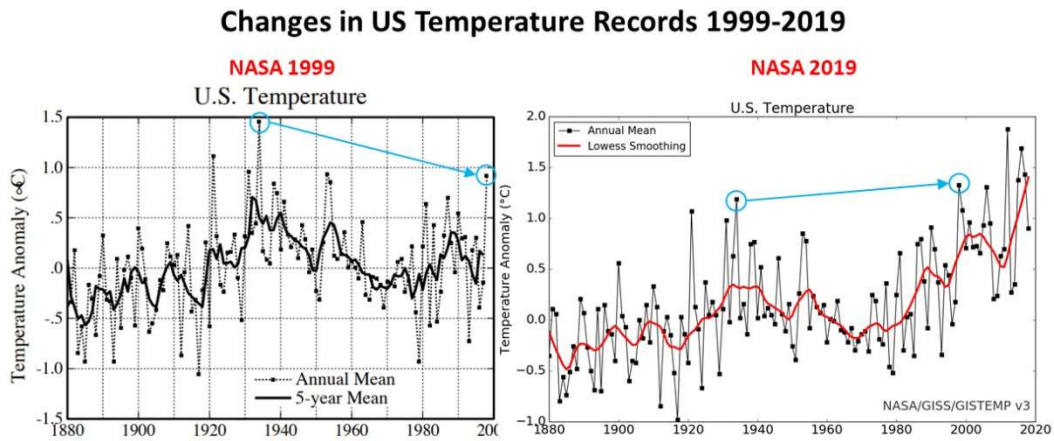 Changes in US Temperature Records 1999-2019
NASA 1999
U.S. Temperature
Temperature Anomaly (°C)
1.5
1.0
.5
.0
-.5
-1.0
-1.5
1880
1900
1920
1940
1960
1980
200
Annual Mean
5-year Mean
NASA 2019
U.S. Temperature
Temperature Anomaly (°C)
2.0
1.5
1.0
0.5
0.0
−0.5
−1.0
1880
1900
1920
1940
1960
1980
2000
2020
Annual Mean
Lowess Smoothing
NASA/GISS/GISTEMP v3